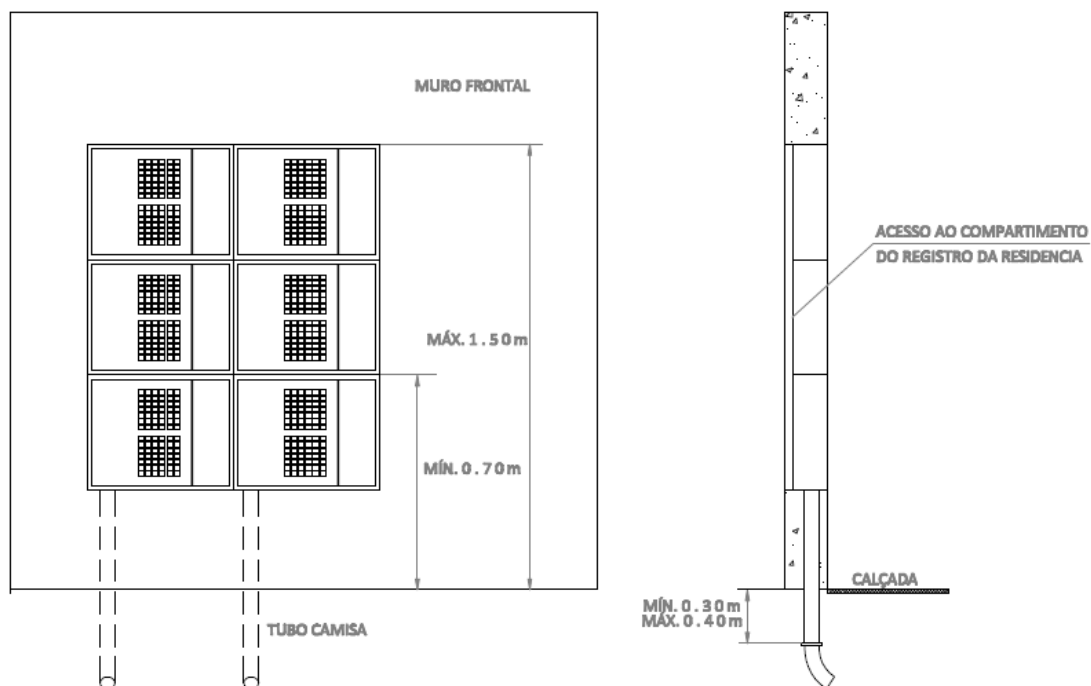 MURO FRONTAL
MÁX. 1.50m
MÍN. 0.70m
TUBO CAMISA
ACESSO AO COMPARTIMENTO
DO REGISTRO DA RESIDENCIA
CALÇADA
MÍN. 0.30m
MÁX. 0.40m